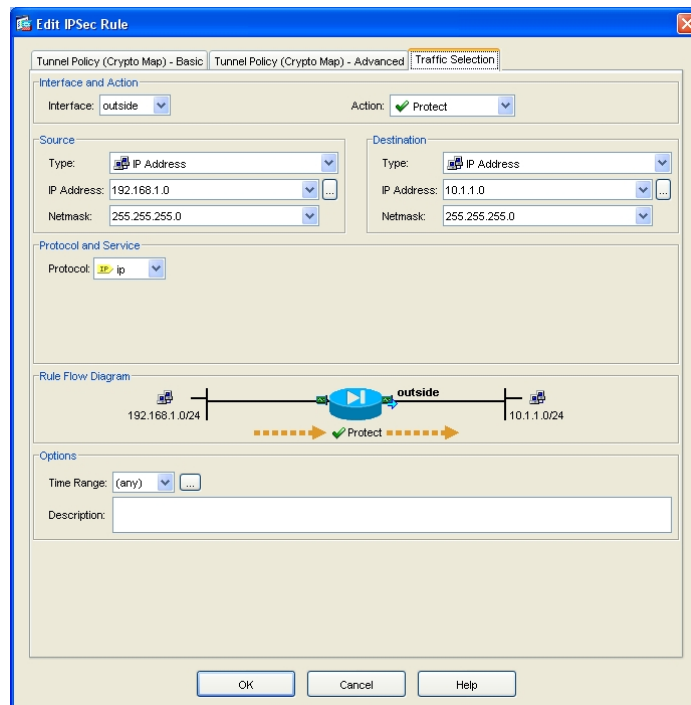 Edit IPSec Rule
Tunnel Policy (Crypto Map) - Basic Tunnel Policy (Crypto Map) - Advanced Traffic Selection
Interface and Action
Interface: outside Action: Protect
Source Destination
Type: IP Address Type: IP Address
IP Address: 192.168.1.0 ... IP Address: 10.1.1.0 ...
Netmask: 255.255.255.0 Netmask: 255.255.255.0
Protocol and Service
Protocol: IP ip
Rule Flow Diagram
outside
192.168.1.0/24 10.1.1.0/24
Protect
Options
Time Range: (any) ...
Description:
OK Cancel Help